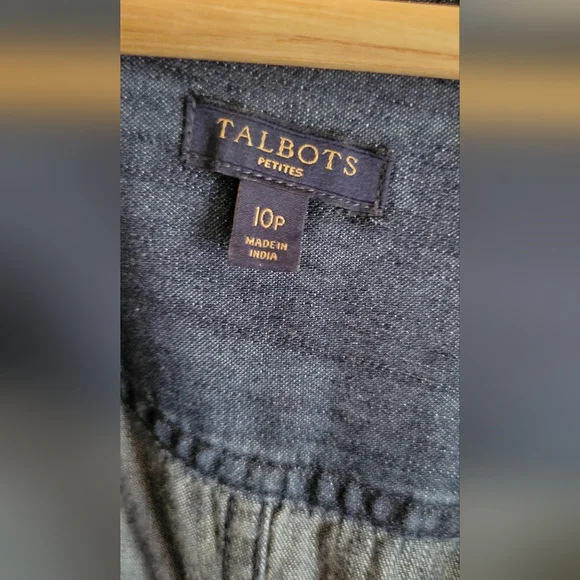 TALBOTS
PETITES
10P
MADE IN
INDIA